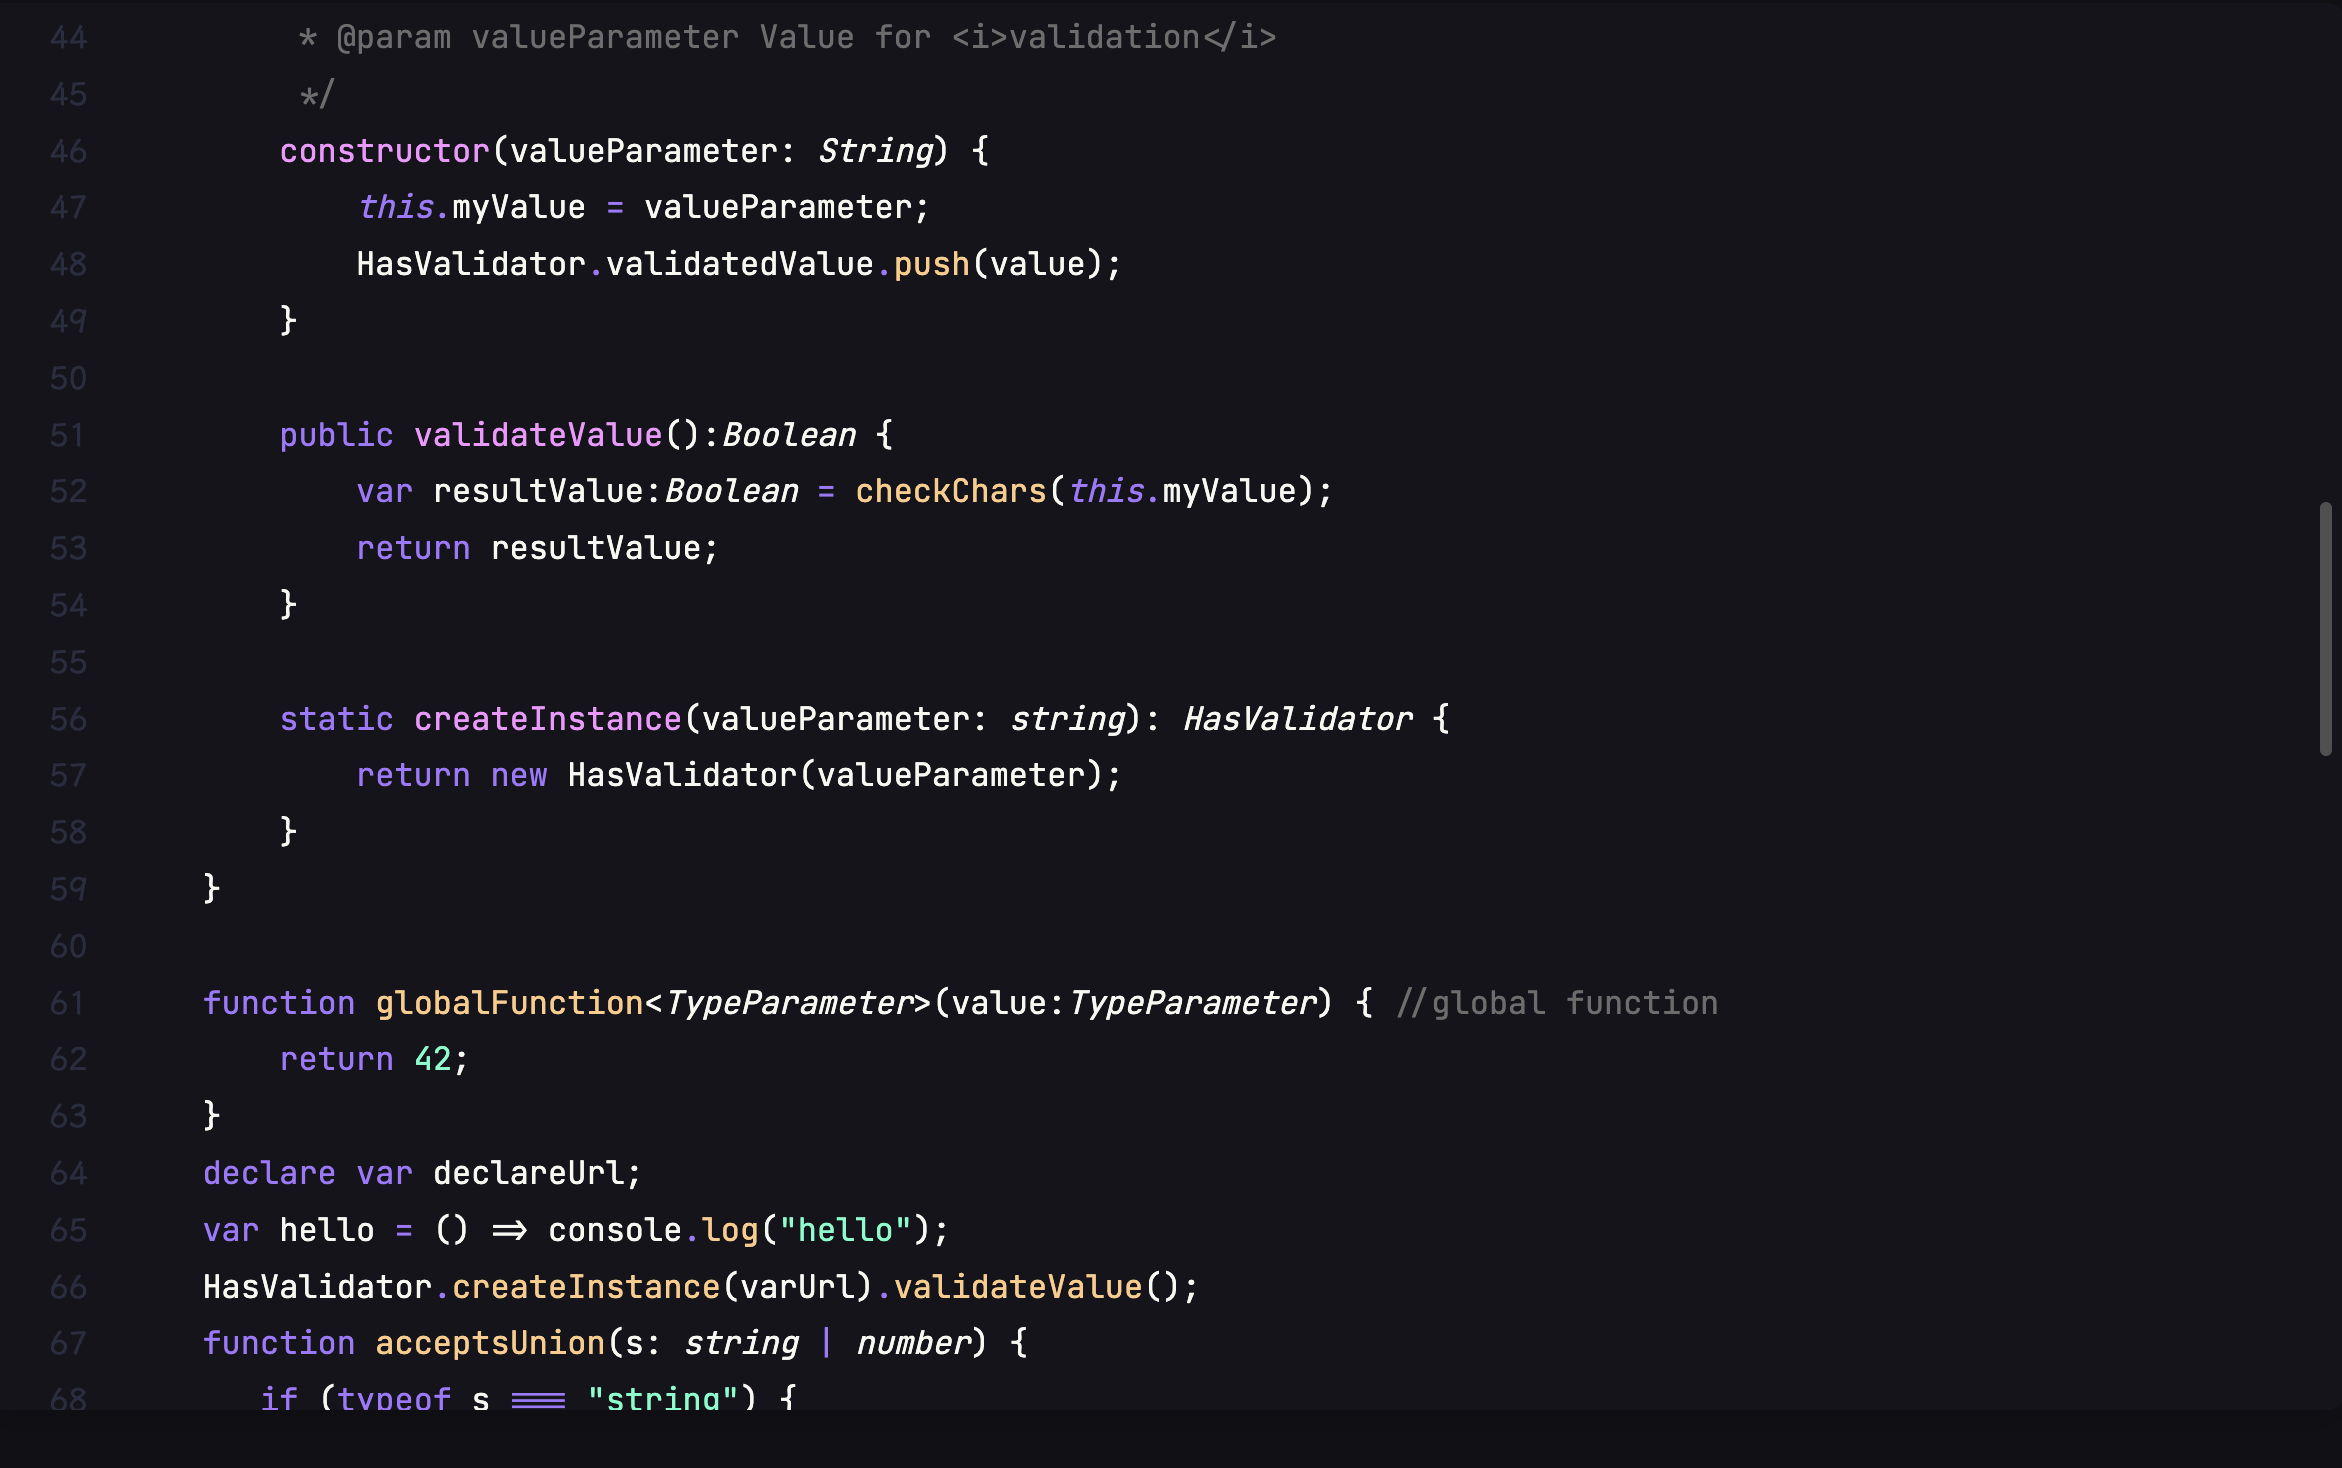 44 * @param valueParameter Value for <i>validation</i>
45 */
46 constructor(valueParameter: String) {
47 this.myValue = valueParameter;
48 HasValidator.validatedValue.push(value);
49 }
50
51 public validateValue():Boolean {
52 var resultValue:Boolean = checkChars(this.myValue);
53 return resultValue;
54 }
55
56 static createInstance(valueParameter: string): HasValidator {
57 return new HasValidator(valueParameter);
58 }
59 }
60
61 function globalFunction<TypeParameter>(value:TypeParameter) { //global function
62 return 42;
63 }
64 declare var declareUrl;
65 var hello = () => console.log("hello");
66 HasValidator.createInstance(varUrl).validateValue();
67 function acceptsUnion(s: string | number) {
68 if (typeof s === "string") {